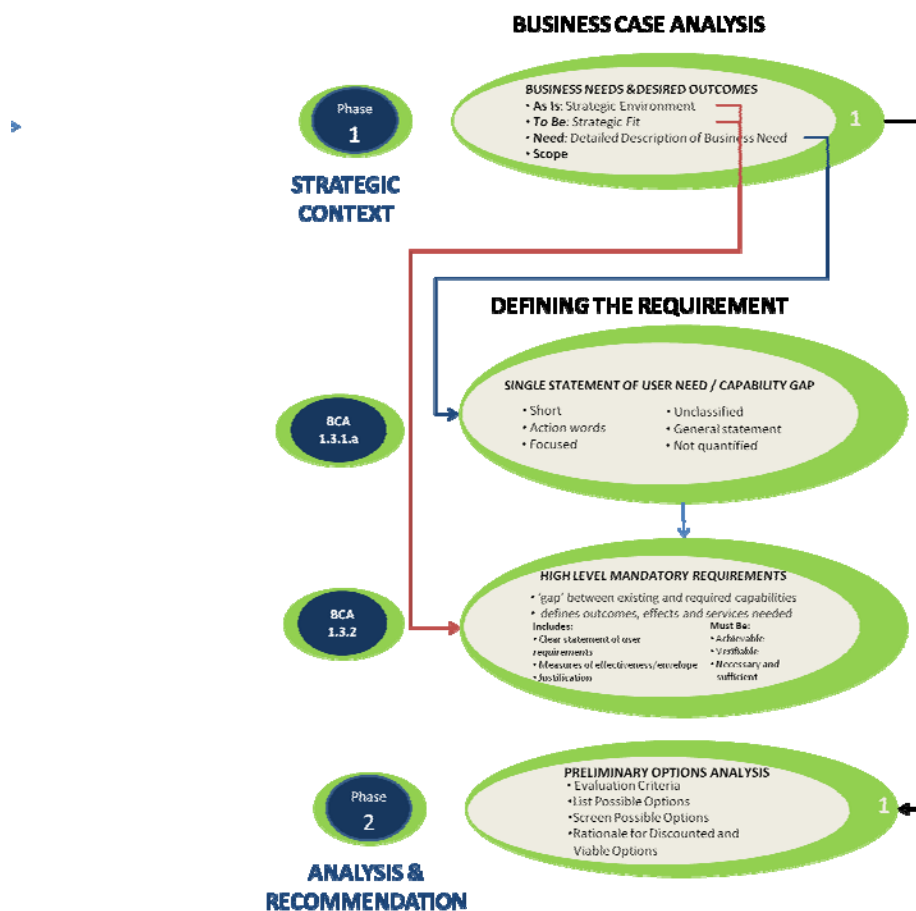 BUSINESS CASE ANALYSIS
Phase
1
STRATEGIC
CONTEXT
BUSINESS NEEDS &DESIRED OUTCOMES
• As Is: Strategic Environment
• To Be: Strategic Fit
• Need: Detailed Description of Business Need
• Scope
1
DEFINING THE REQUIREMENT
BCA
1.3.1.a
SINGLE STATEMENT OF USER NEED / CAPABILITY GAP
• Short
• Action words
• Focused
• Unclassified
• General statement
• Not quantified
BCA
1.3.2
HIGH LEVEL MANDATORY REQUIREMENTS
• 'gap' between existing and required capabilities
• defines outcomes, effects and services needed
Includes:
• Clear statement of user
requirements
• Measures of effectiveness/envelope
• Justification
Must Be:
• Achievable
• Verifiable
• Necessary and
sufficient
Phase
2
ANALYSIS &
RECOMMENDATION
PRELIMINARY OPTIONS ANALYSIS
• Evaluation Criteria
• List Possible Options
• Screen Possible Options
• Rationale for Discounted and
Viable Options
1